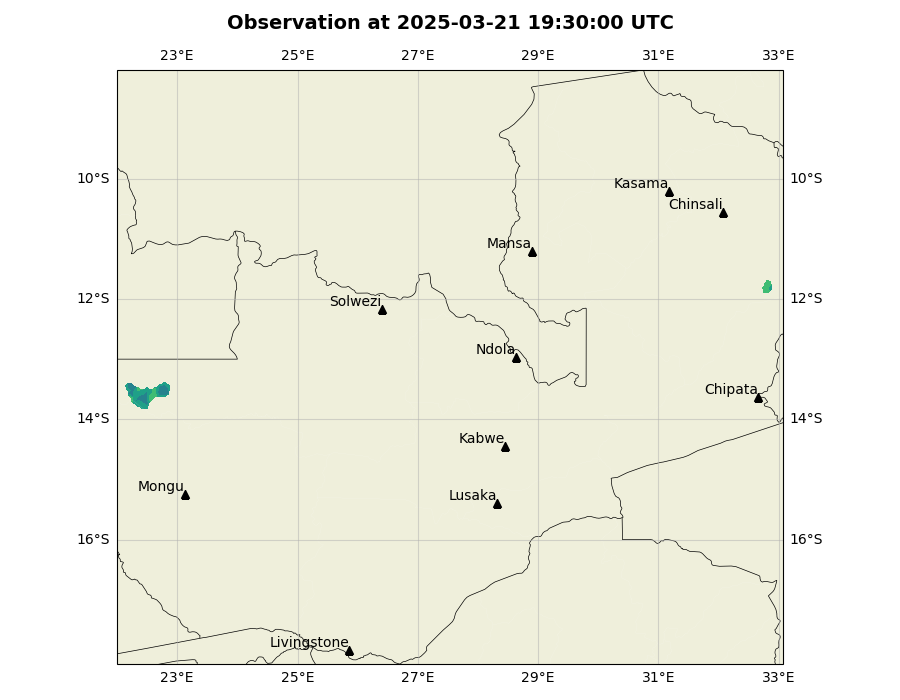 Observation at 2025-03-21 19:30:00 UTC
23°E 25°E 27°E 29°E 31°E 33°E
10°S 10°S
Kasama
Chinsali
Mansa
12°S 12°S
Solwezi
Ndola
Chipata
14°S 14°S
Kabwe
Mongu
Lusaka
16°S 16°S
Livingstone
23°E 25°E 27°E 29°E 31°E 33°E